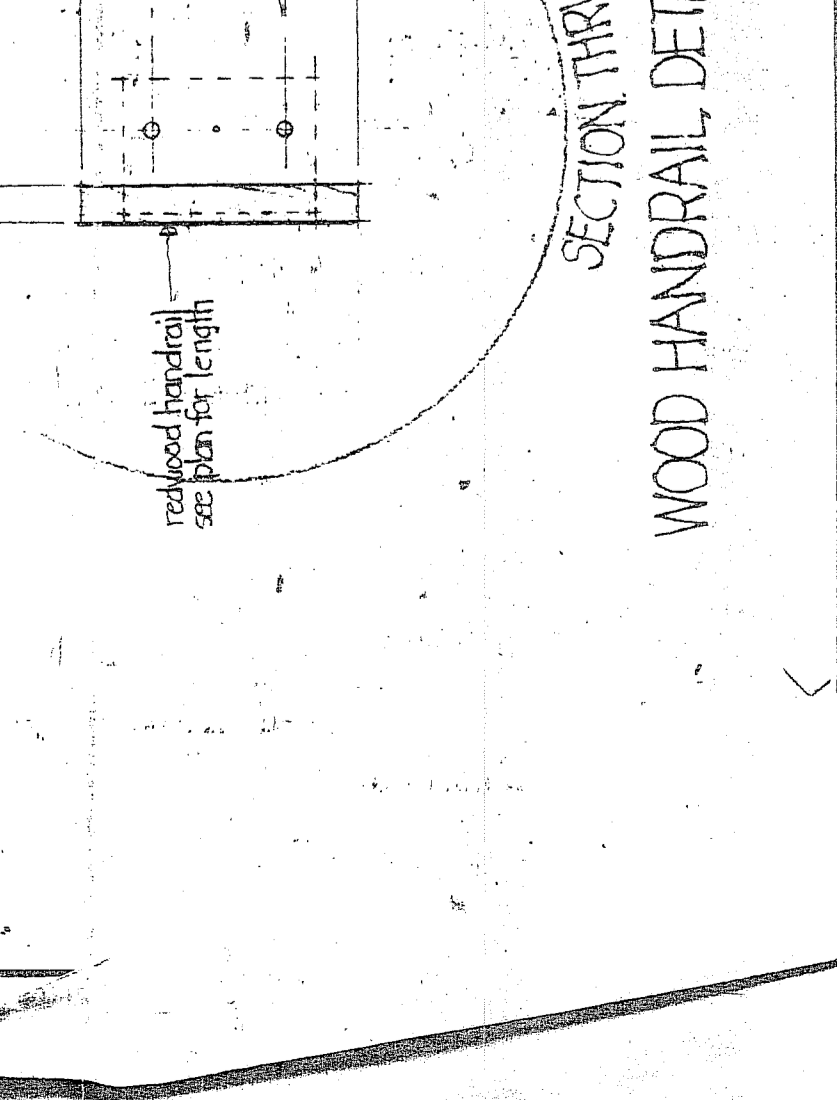 redwood handrail
see plan for length
SECTION THRU
WOOD HANDRAIL DET